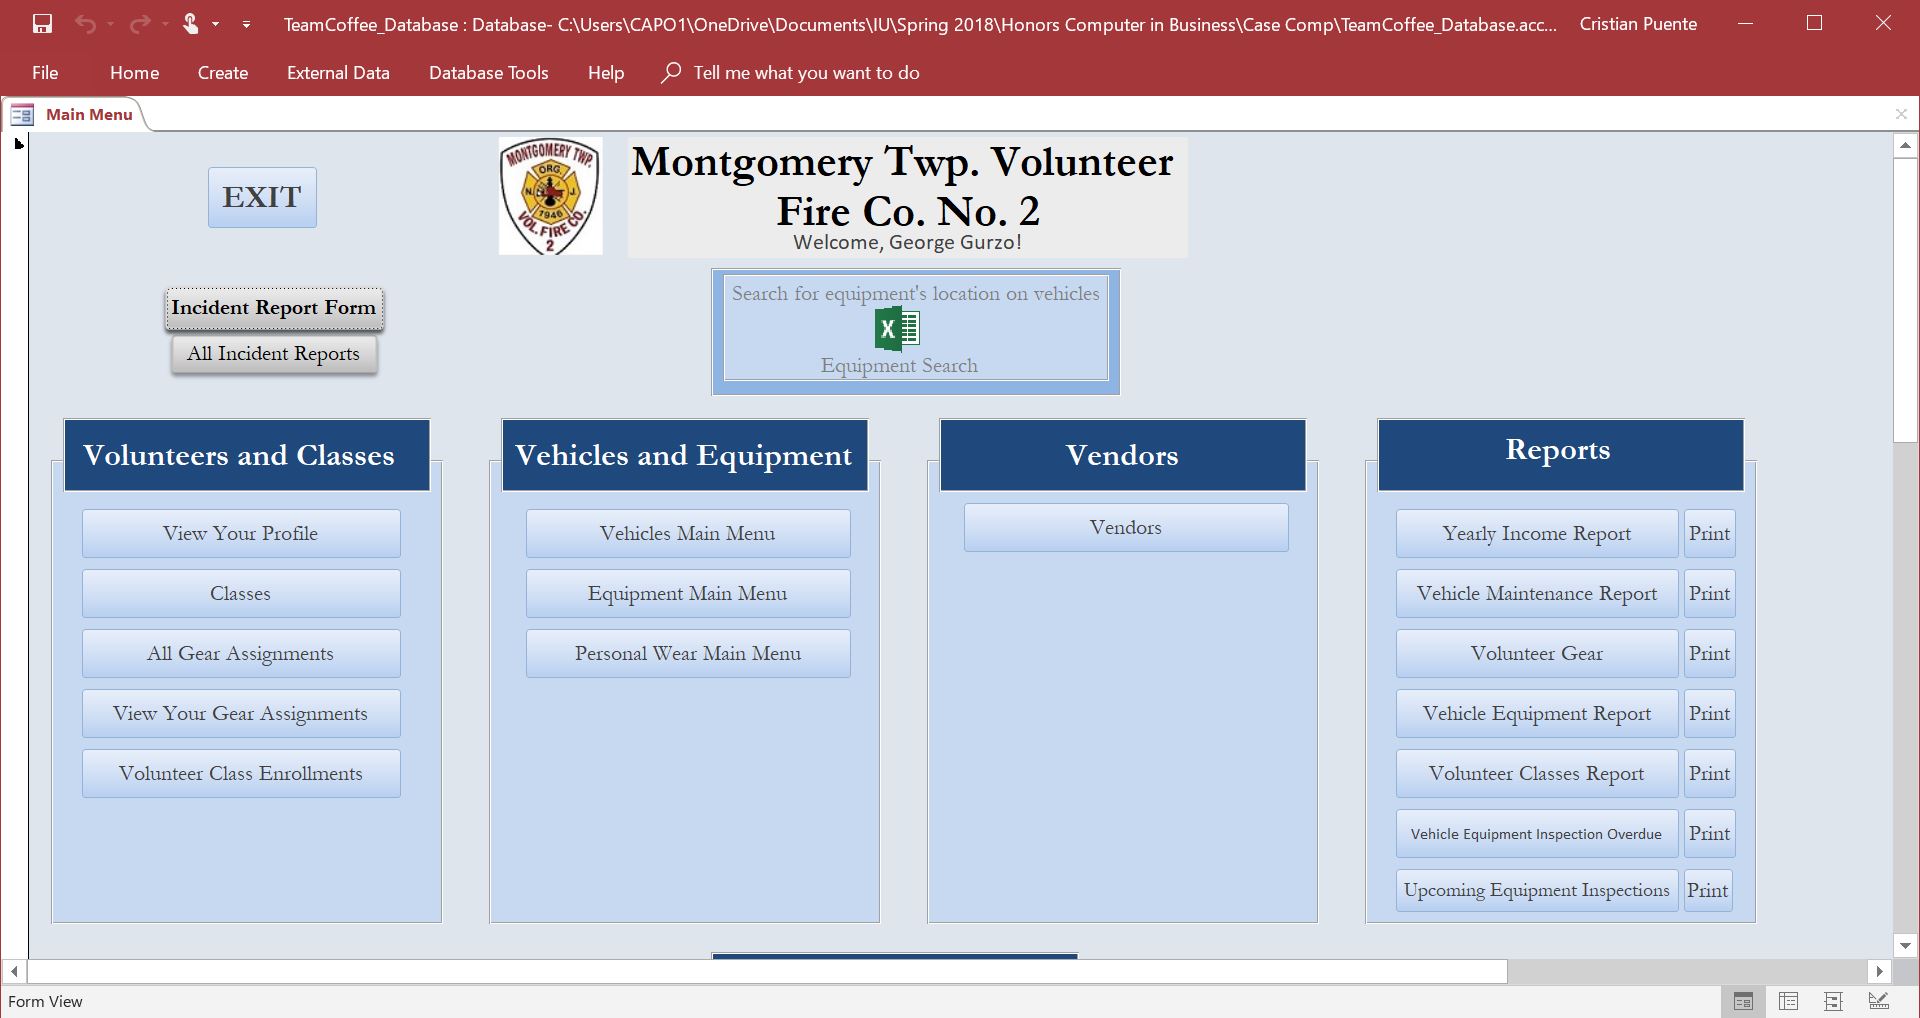 TeamCoffee_Database : Database- C:\Users\CAPO1\OneDrive\Documents\IU\Spring 2018\Honors Computer in Business\Case Comp\TeamCoffee_Database.acc...
Cristian Puente
File
Home
Create
External Data
Database Tools
Help
Tell me what you want to do
Main Menu
EXIT
MONTGOMERY TWP.
ORG.
N. J.
1946
VOL. FIRE CO.
2
Montgomery Twp. Volunteer
Fire Co. No. 2
Welcome, George Gurzo!
Incident Report Form
All Incident Reports
Search for equipment's location on vehicles
X
Equipment Search
Volunteers and Classes
View Your Profile
Classes
All Gear Assignments
View Your Gear Assignments
Volunteer Class Enrollments
Vehicles and Equipment
Vehicles Main Menu
Equipment Main Menu
Personal Wear Main Menu
Vendors
Vendors
Reports
Yearly Income Report Print
Vehicle Maintenance Report Print
Volunteer Gear Print
Vehicle Equipment Report Print
Volunteer Classes Report Print
Vehicle Equipment Inspection Overdue Print
Upcoming Equipment Inspections Print
Form View